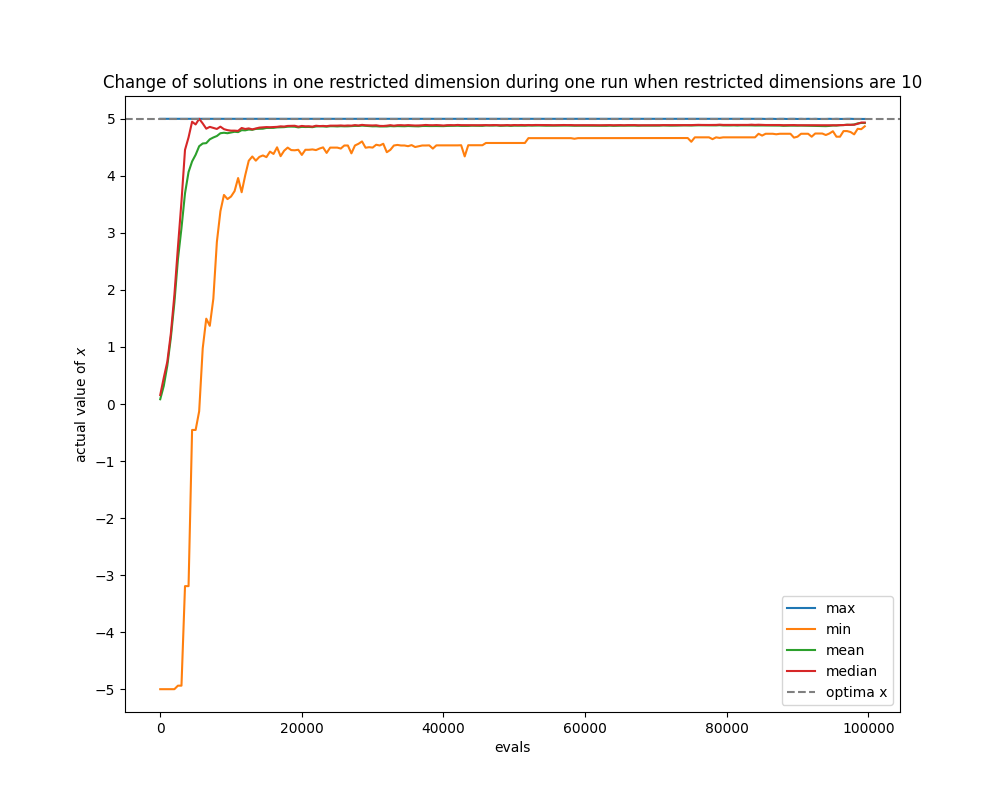 Change of solutions in one restricted dimension during one run when restricted dimensions are 10
5
4
3
2
1
0
−1
−2
−3
−4
−5
actual value of x
0 20000 40000 60000 80000 100000
evals
max
min
mean
median
optima x